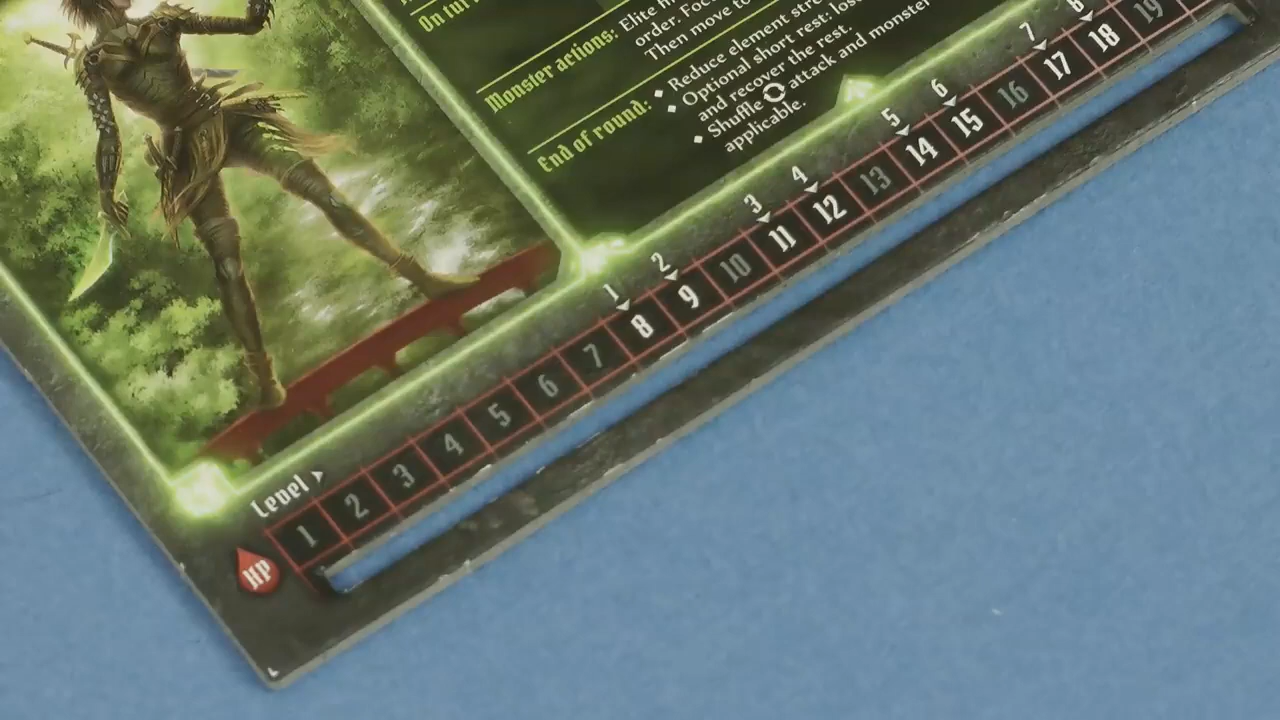 On tur
Monster actions: Elite m
order. Foc
Then move to
End of round:
Reduce element stre
Optional short rest: lose
and recover the rest.
Shuffle attack and monster
applicable.
Level
1 2 3 4 5 6 7 8
HP
1 2 3 4 5 6 7 8 9 10 11 12 13 14 15 16 17 18 19